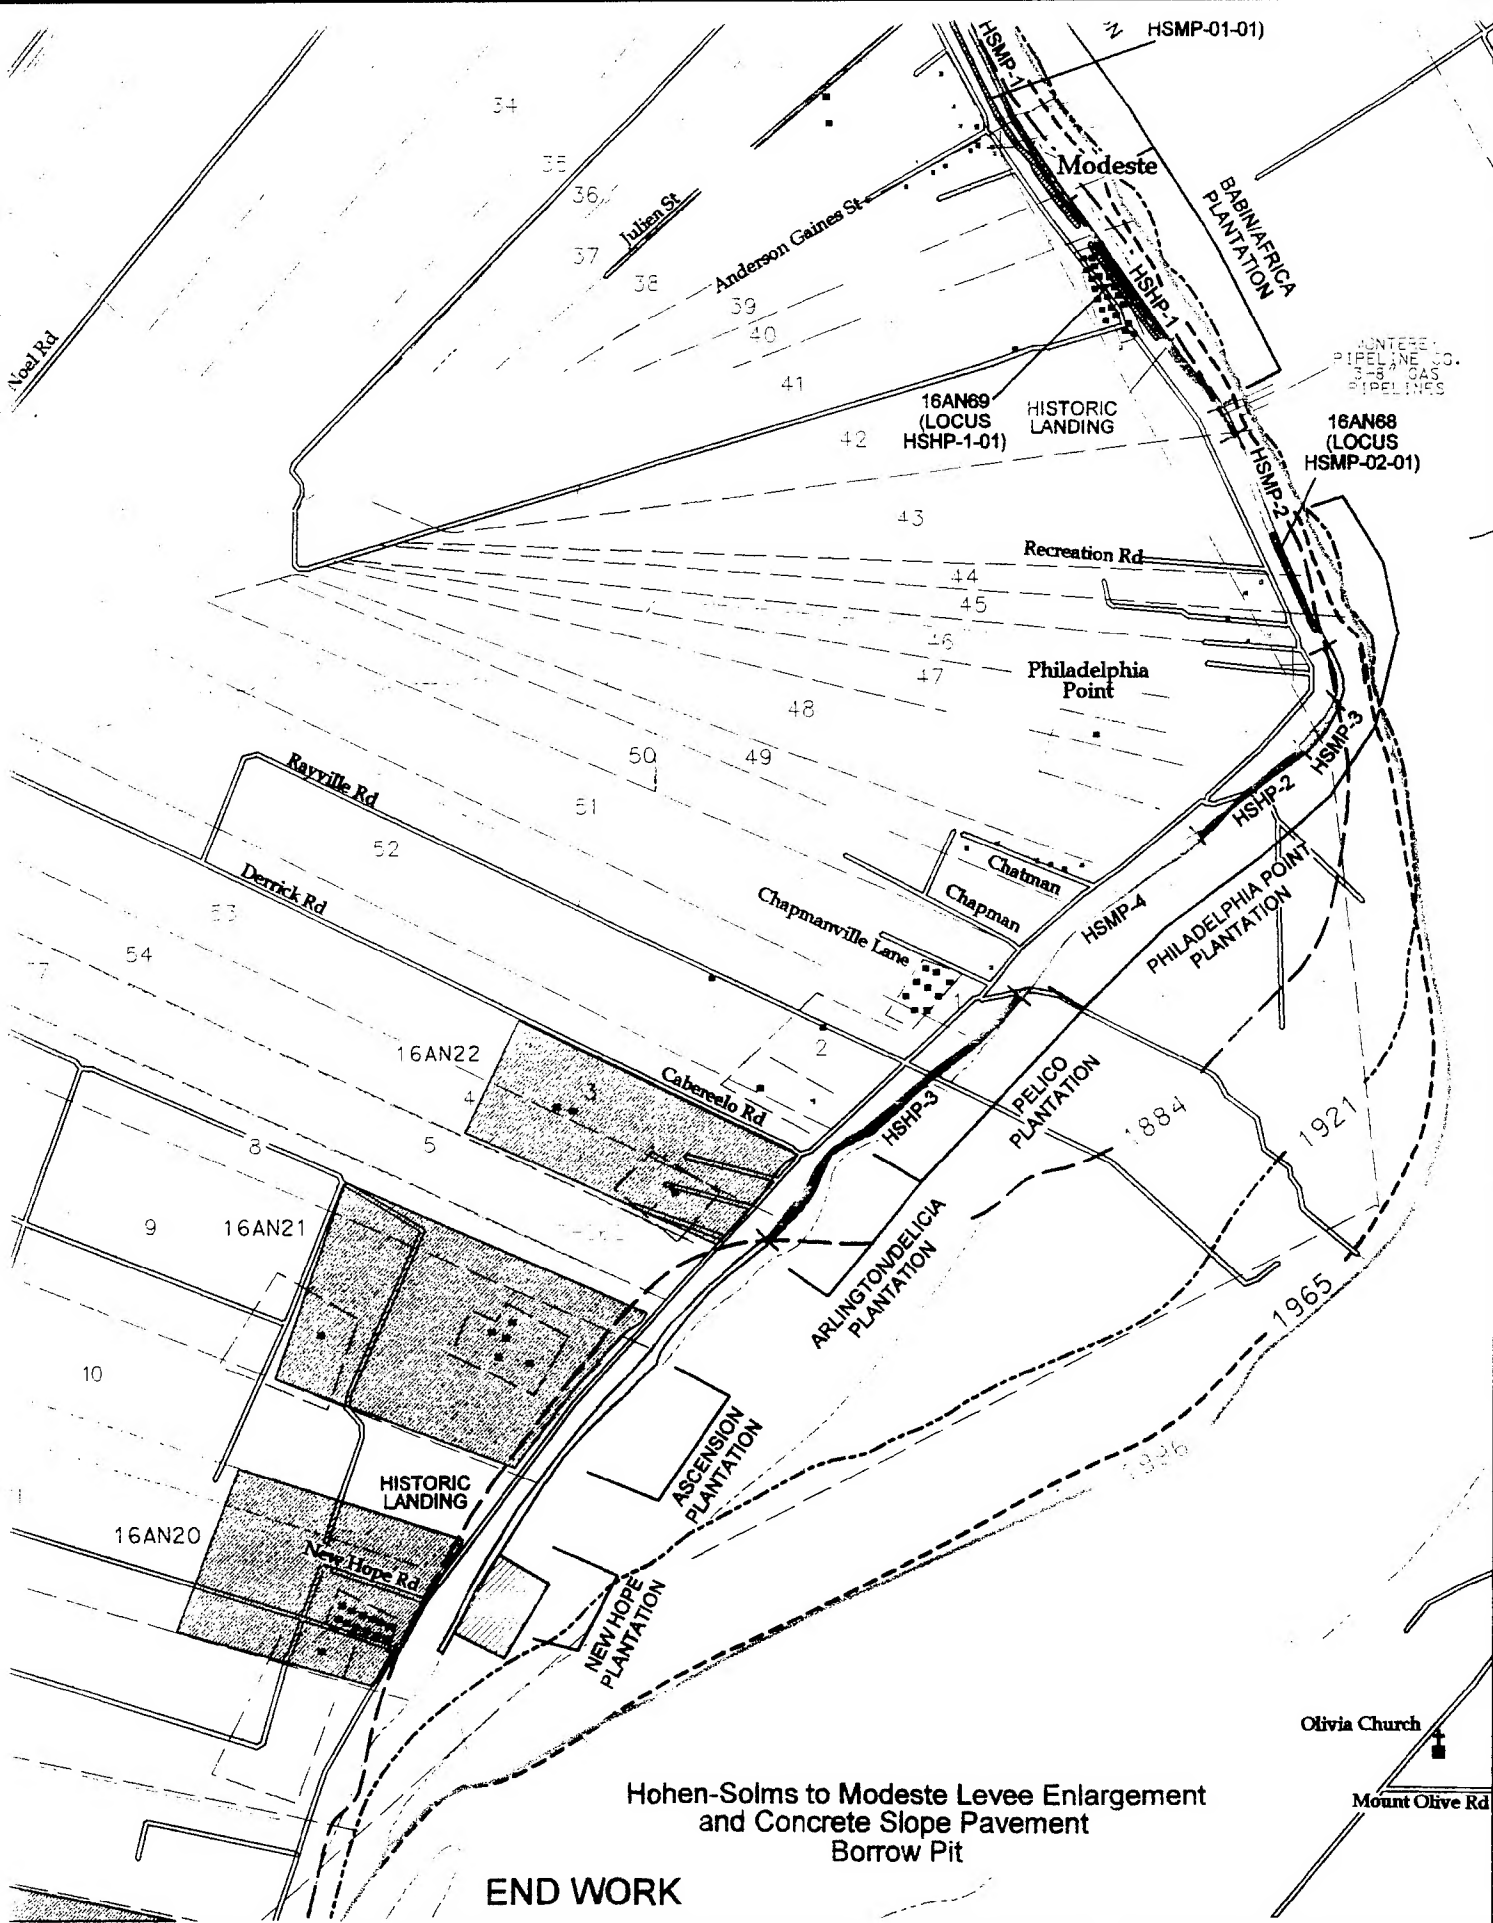 HSMP-01-01)
HSMP-1
34
35
36
37
Julien St
38
Anderson Gaines St
39
40
41
42
43
Modeste
BABIN/AFRICA
PLANTATION
Noel Rd
HSHP-1
PIPELINE CO.
3-8" GAS
PIPELINES
16AN69
(LOCUS
HSHP-1-01)
HISTORIC
LANDING
16AN68
(LOCUS
HSMP-02-01)
HSMP-2
Recreation Rd
44
45
46
47
Philadelphia
Point
48
49
50
51
HSMP-3
HSHP-2
Rayville Rd
52
Derrick Rd
53
54
Chatman
Chapman
Chapmanville Lane
HSMP-4
PHILADELPHIA POINT
PLANTATION
1
2
16AN22
3
4
Cabereelo Rd
HSHP-3
PELICO
PLANTATION
1884
1921
5
8
9
16AN21
ARLINGTON/DELICIA
PLANTATION
1965
10
ASCENSION
PLANTATION
HISTORIC
LANDING
16AN20
New Hope Rd
NEW HOPE
PLANTATION
Olivia Church
Mount Olive Rd
Hohen-Solms to Modeste Levee Enlargement
and Concrete Slope Pavement
Borrow Pit
END WORK